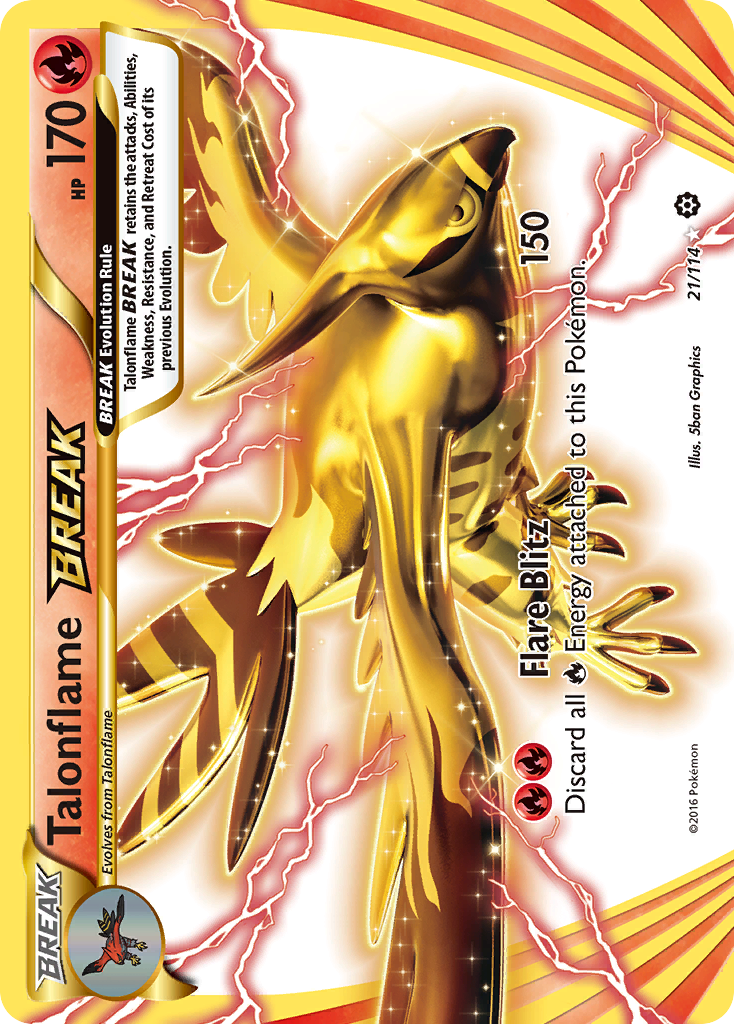 BREAK
Talonflame BREAK
HP 170
Evolves from Talonflame
BREAK Evolution Rule
Talonflame BREAK retains the attacks, Abilities,
Weakness, Resistance, and Retreat Cost of its
previous Evolution.
Flare Blitz 150
Discard all Energy attached to this Pokémon.
©2016 Pokémon
Illus. 5ban Graphics
21/114